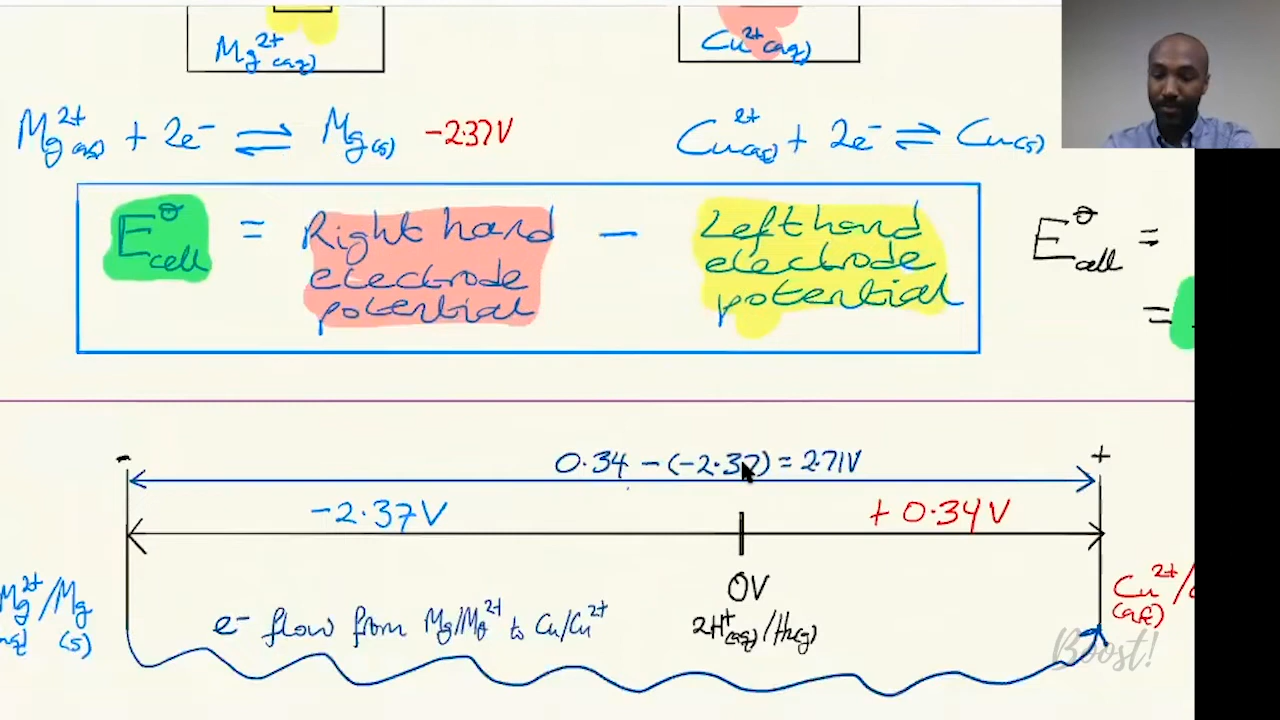 Mg²⁺(aq)
Cu²⁺(aq)
Mg²⁺(aq) + 2e⁻ ⇌ Mg(s) -2.37V
Cu²⁺(aq) + 2e⁻ ⇌ Cu(s)
E⦵cell = Right hand electrode potential - Left hand electrode potential
E⦵cell =
=
- +
0.34 - (-2.37) = 2.71V
-2.37V + 0.34V
0V
Mg²⁺/Mg
(s)
Cu²⁺/
(aq)
e⁻ flow from Mg/Mg²⁺ to Cu/Cu²⁺
2H⁺(aq)/H₂(g)
Boost!